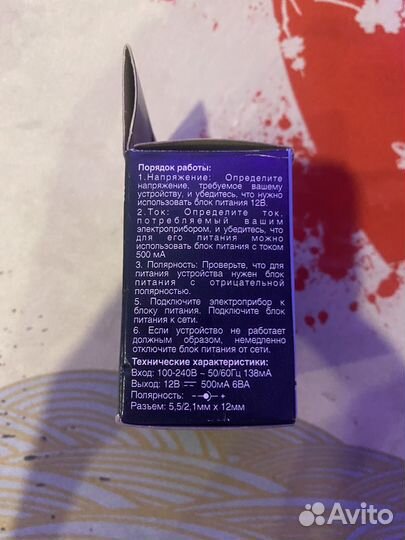 Порядок работы:
1.Напряжение: Определите
напряжение, требуемое вашему
устройству, и убедитесь, что нужно
использовать блок питания 12В.
2.Ток: Определите ток,
потребляемый вашим
электроприбором, и убедитесь, что
для его питания можно
использовать блок питания с током
500 мА
3. Полярность: Проверьте, что для
питания устройства нужен блок
питания с отрицательной
полярностью.
5. Подключите электроприбор к
блоку питания. Подключите блок
питания к сети.
6. Если устройство не работает
должным образом, немедленно
отключите блок питания от сети.
Технические характеристики:
Вход: 100-240В ~ 50/60Гц 138мА
Выход: 12В ⎓ 500мА 6ВА
Полярность: - +
Разъем: 5,5/2,1мм х 12мм
Avito